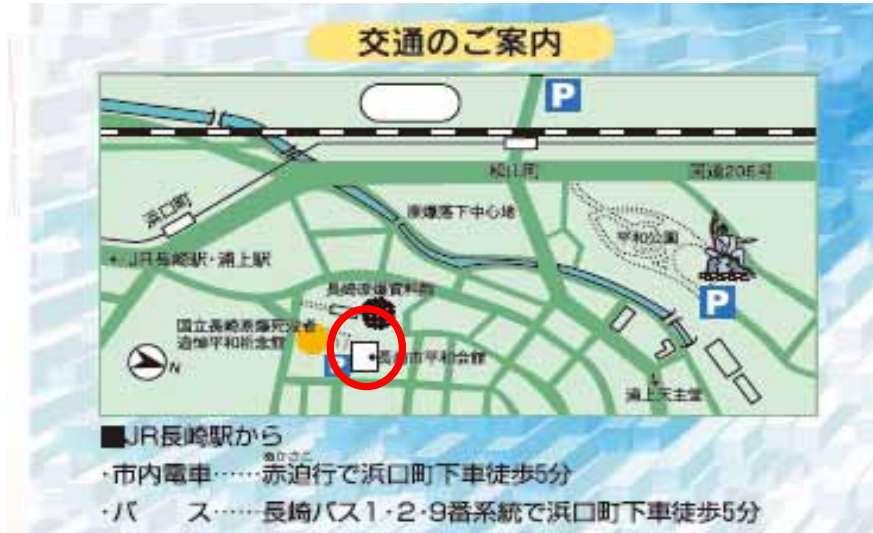 交通のご案内
P
松山町
国道206号
浜口町
原爆落下中心地
平和公園
←JR長崎駅・浦上駅
長崎原爆資料館
P
国立長崎原爆死没者
追悼平和祈念館
P
長崎市平和会館
N
浦上天主堂
■JR長崎駅から
あかさこ
・市内電車……赤迫行で浜口町下車徒歩5分
・バス……長崎バス1・2・9番系統で浜口町下車徒歩5分